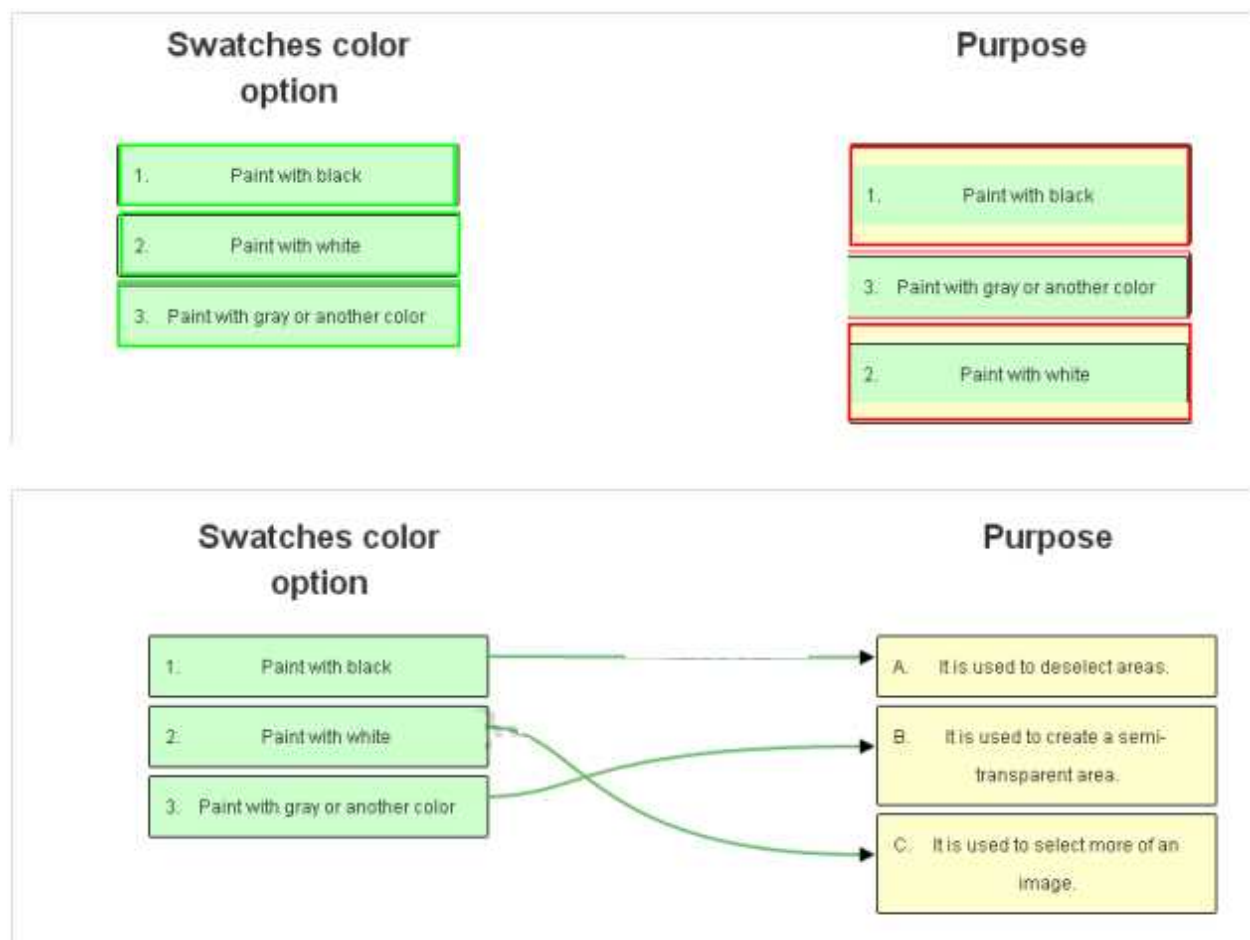 Swatches color
option
Purpose
1. Paint with black
2. Paint with white
3. Paint with gray or another color
1. Paint with black
3. Paint with gray or another color
2. Paint with white
Swatches color
option
Purpose
1. Paint with black
2. Paint with white
3. Paint with gray or another color
A. It is used to deselect areas.
B. It is used to create a semi-
transparent area.
C. It is used to select more of an
image.